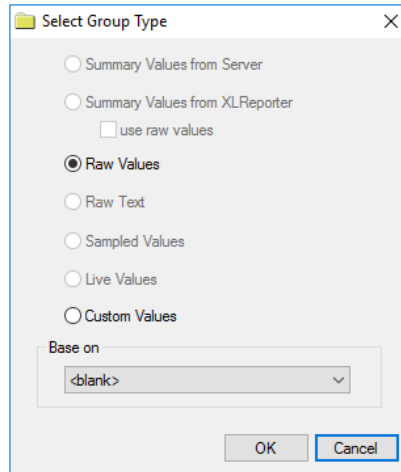 Select Group Type
Summary Values from Server
Summary Values from XLReporter
use raw values
Raw Values
Raw Text
Sampled Values
Live Values
Custom Values
Base on
<blank>
OK
Cancel